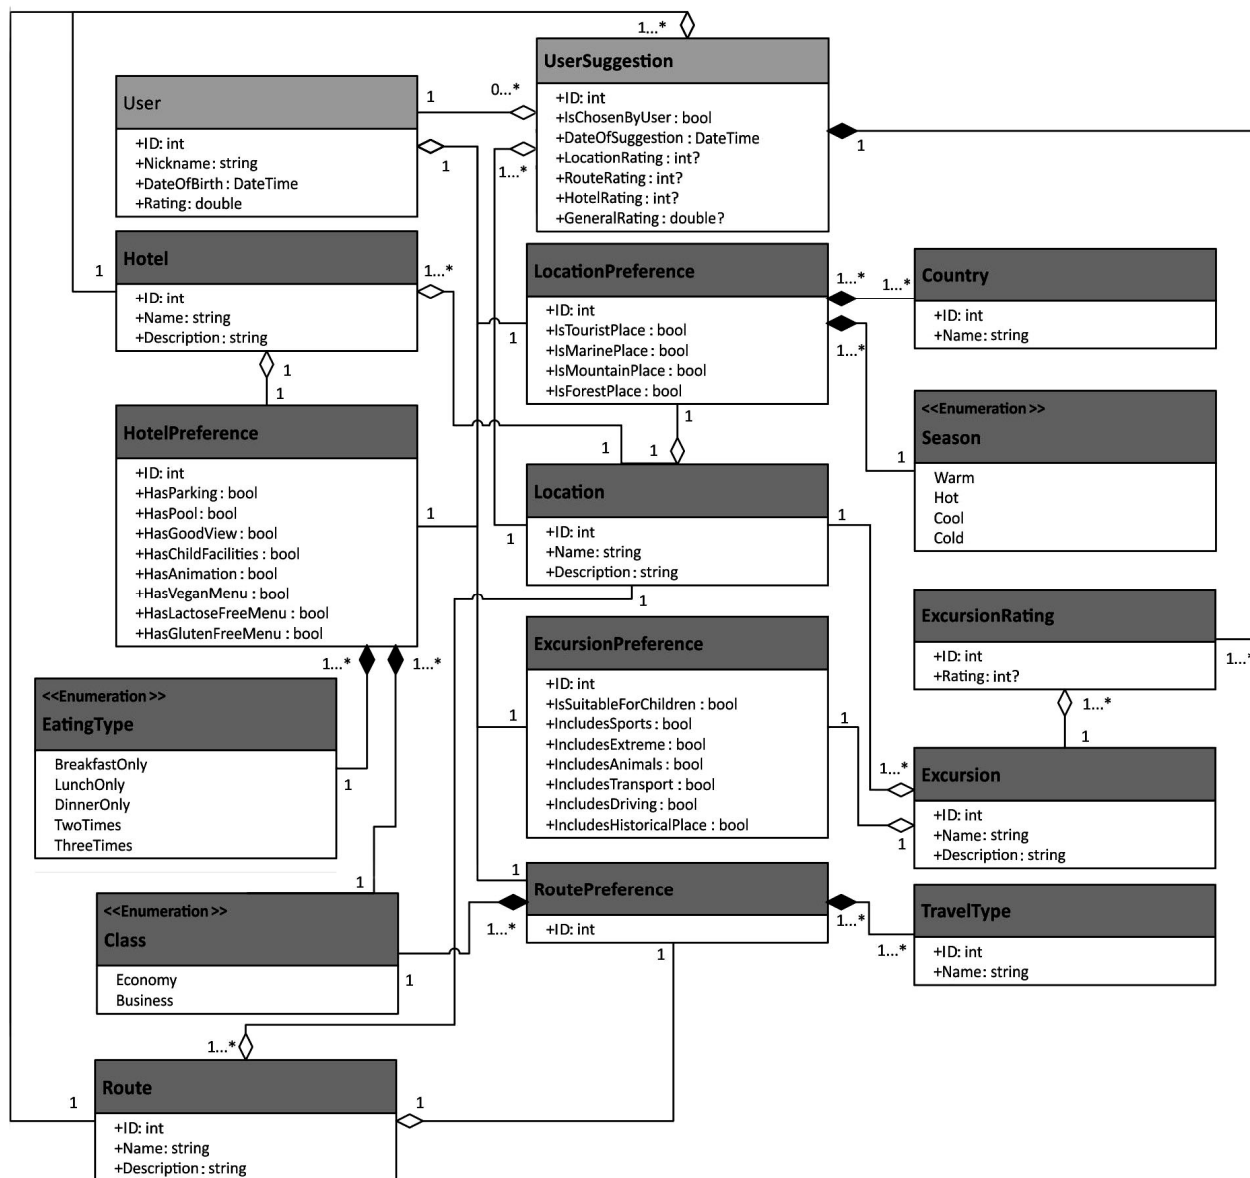 1...*
UserSuggestion
+ID: int
+IsChosenByUser: bool
+DateOfSuggestion: DateTime
+LocationRating: int?
+RouteRating: int?
+HotelRating: int?
+GeneralRating: double?
1
0...*
1
1...*
User
+ID: int
+Nickname: string
+DateOfBirth: DateTime
+Rating: double
1
Hotel
+ID: int
+Name: string
+Description: string
1
1...*
1
1
LocationPreference
+ID: int
+IsTouristPlace: bool
+IsMarinePlace: bool
+IsMountainPlace: bool
+IsForestPlace: bool
1
1...*
1...*
1...*
Country
+ID: int
+Name: string
<<Enumeration>>
Season
Warm
Hot
Cool
Cold
1
HotelPreference
+ID: int
+HasParking: bool
+HasPool: bool
+HasGoodView: bool
+HasChildFacilities: bool
+HasAnimation: bool
+HasVeganMenu: bool
+HasLactoseFreeMenu: bool
+HasGlutenFreeMenu: bool
1
1...*
1...*
1
1
1
Location
+ID: int
+Name: string
+Description: string
1
1
1
ExcursionRating
+ID: int
+Rating: int?
1...*
1...*
1
<<Enumeration>>
EatingType
BreakfastOnly
LunchOnly
DinnerOnly
TwoTimes
ThreeTimes
1
ExcursionPreference
+ID: int
+IsSuitableForChildren: bool
+IncludesSports: bool
+IncludesExtreme: bool
+IncludesAnimals: bool
+IncludesTransport: bool
+IncludesDriving: bool
+IncludesHistoricalPlace: bool
1
1
1...*
1
Excursion
+ID: int
+Name: string
+Description: string
1
<<Enumeration>>
Class
Economy
Business
1
1
1...*
RoutePreference
+ID: int
1
1...*
1...*
TravelType
+ID: int
+Name: string
1...*
1
Route
+ID: int
+Name: string
+Description: string
1